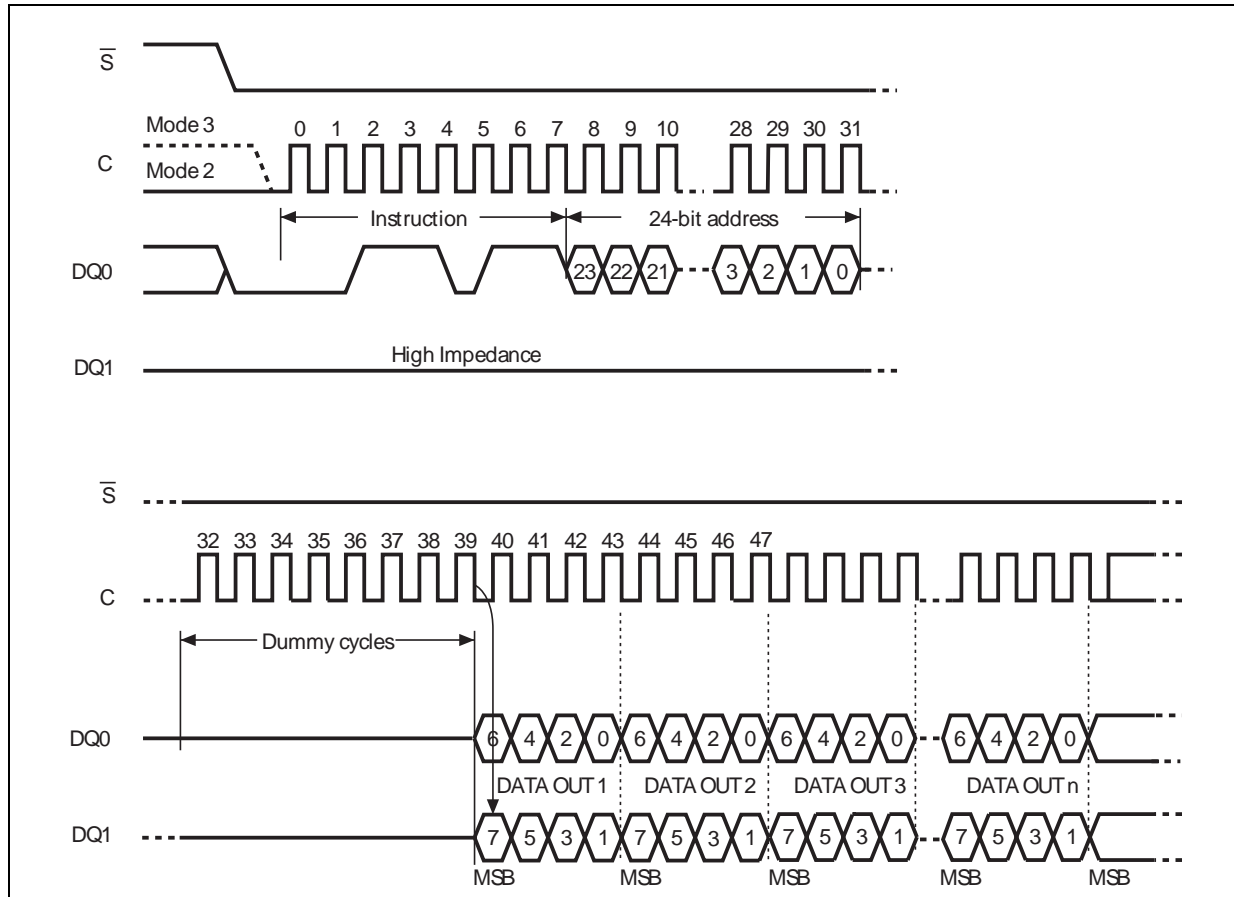 S
Mode 3
0 1 2 3 4 5 6 7 8 9 10 28 29 30 31
C
Mode 2
Instruction 24-bit address
DQ0 23 22 21 3 2 1 0
High Impedance
DQ1
S
32 33 34 35 36 37 38 39 40 41 42 43 44 45 46 47
C
Dummy cycles
DQ0 6 4 2 0 6 4 2 0 6 4 2 0 6 4 2 0
DATA OUT 1 DATA OUT 2 DATA OUT 3 DATA OUT n
DQ1 7 5 3 1 7 5 3 1 7 5 3 1 7 5 3 1
MSB MSB MSB MSB MSB